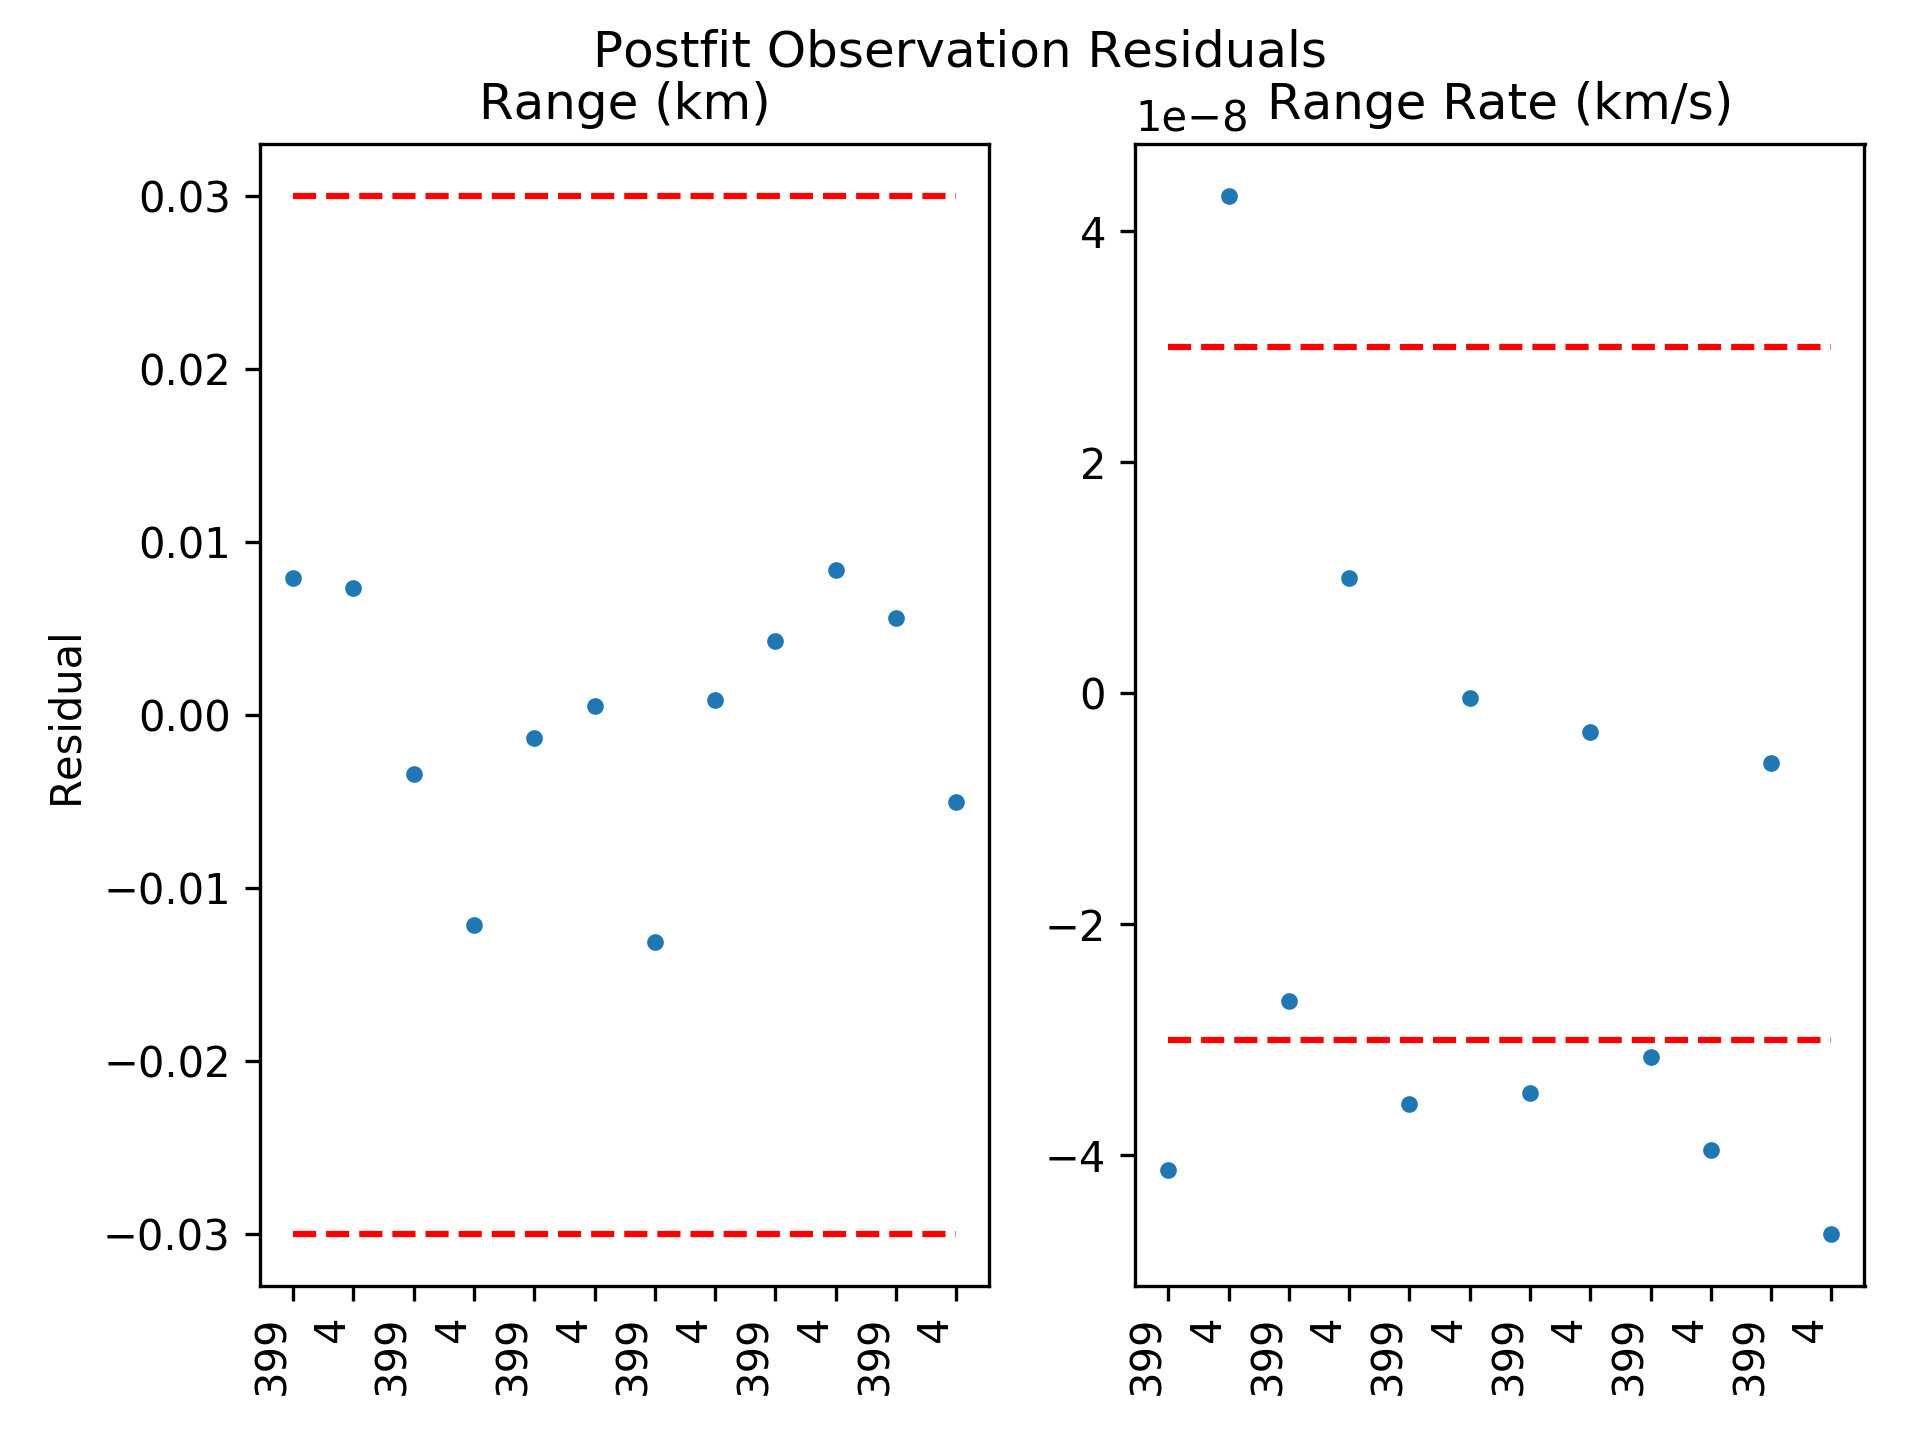 Postfit Observation Residuals
Range (km)
1e−8 Range Rate (km/s)
Residual
0.03
0.02
0.01
0.00
−0.01
−0.02
−0.03
399 4 399 4 399 4 399 4 399 4 399 4
4
2
0
−2
−4
399 4 399 4 399 4 399 4 399 4 399 4